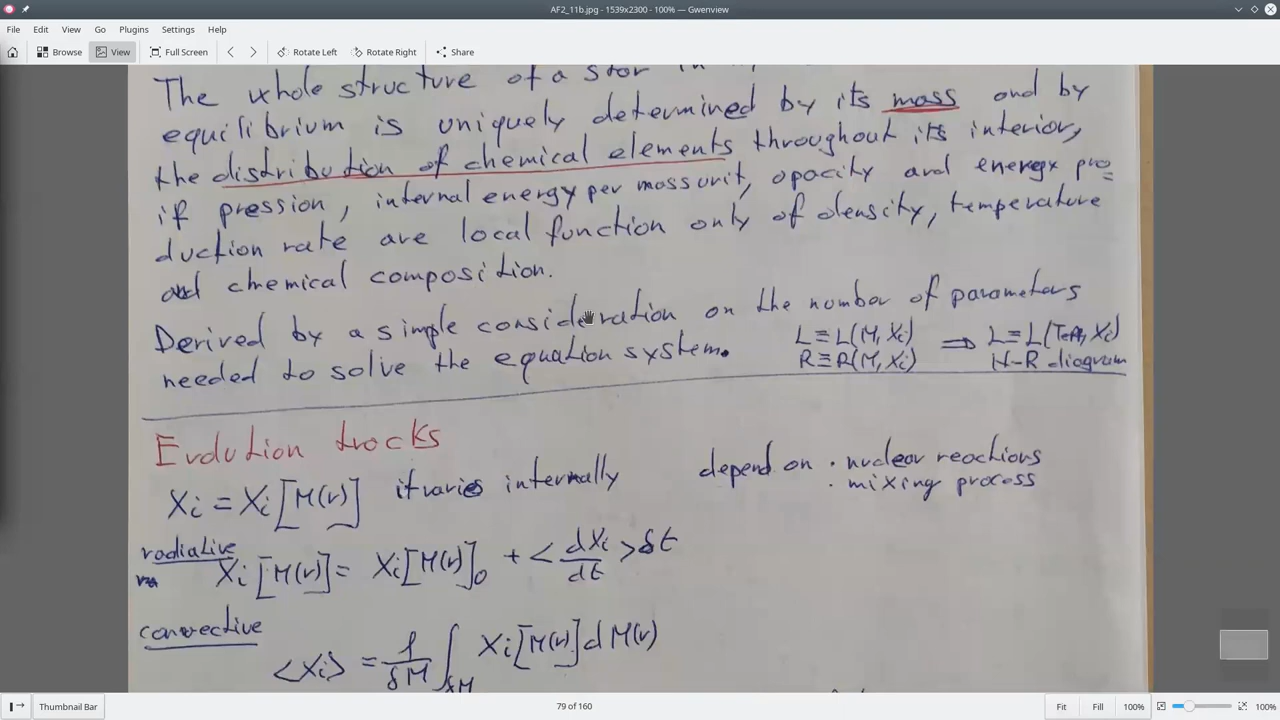 AF2_11b.jpg - 1539x2300 - 100% — Gwenview
File Edit View Go Plugins Settings Help
Browse View Full Screen Rotate Left Rotate Right Share
The whole structure of a star in
equilibrium is uniquely determined by its mass and by
the distribution of chemical elements throughout its interior,
if pression, internal energy per mass unit, opacity and energy pro=
duction rate are local function only of density, temperature
and chemical composition.
Derived by a simple consideration on the number of parameters
needed to solve the equation system.
L≡L(M,Xi) ⟹ L≡L(Teff,Xi)
R≡R(M,Xi) H-R diagram
Evolution tracks
Xi = Xi[M(r)] it varies internally
depend on · nuclear reactions
· mixing process
radiative
Xi[M(r)] = Xi[M(r)]₀ + <dXi/dt>δt
convective
<Xi> = 1/δM ∫δM Xi[M(r)]dM(r)
Thumbnail Bar 79 of 160 Fit Fill 100% 100%